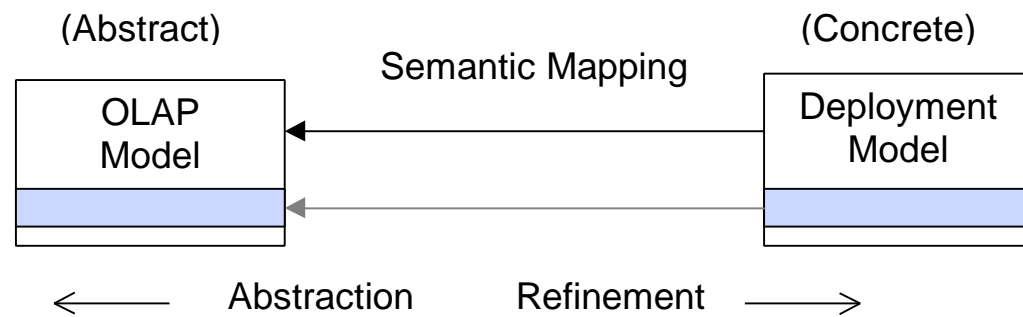 (Abstract)
(Concrete)
Semantic Mapping
OLAP
Model
Deployment
Model
Abstraction
Refinement